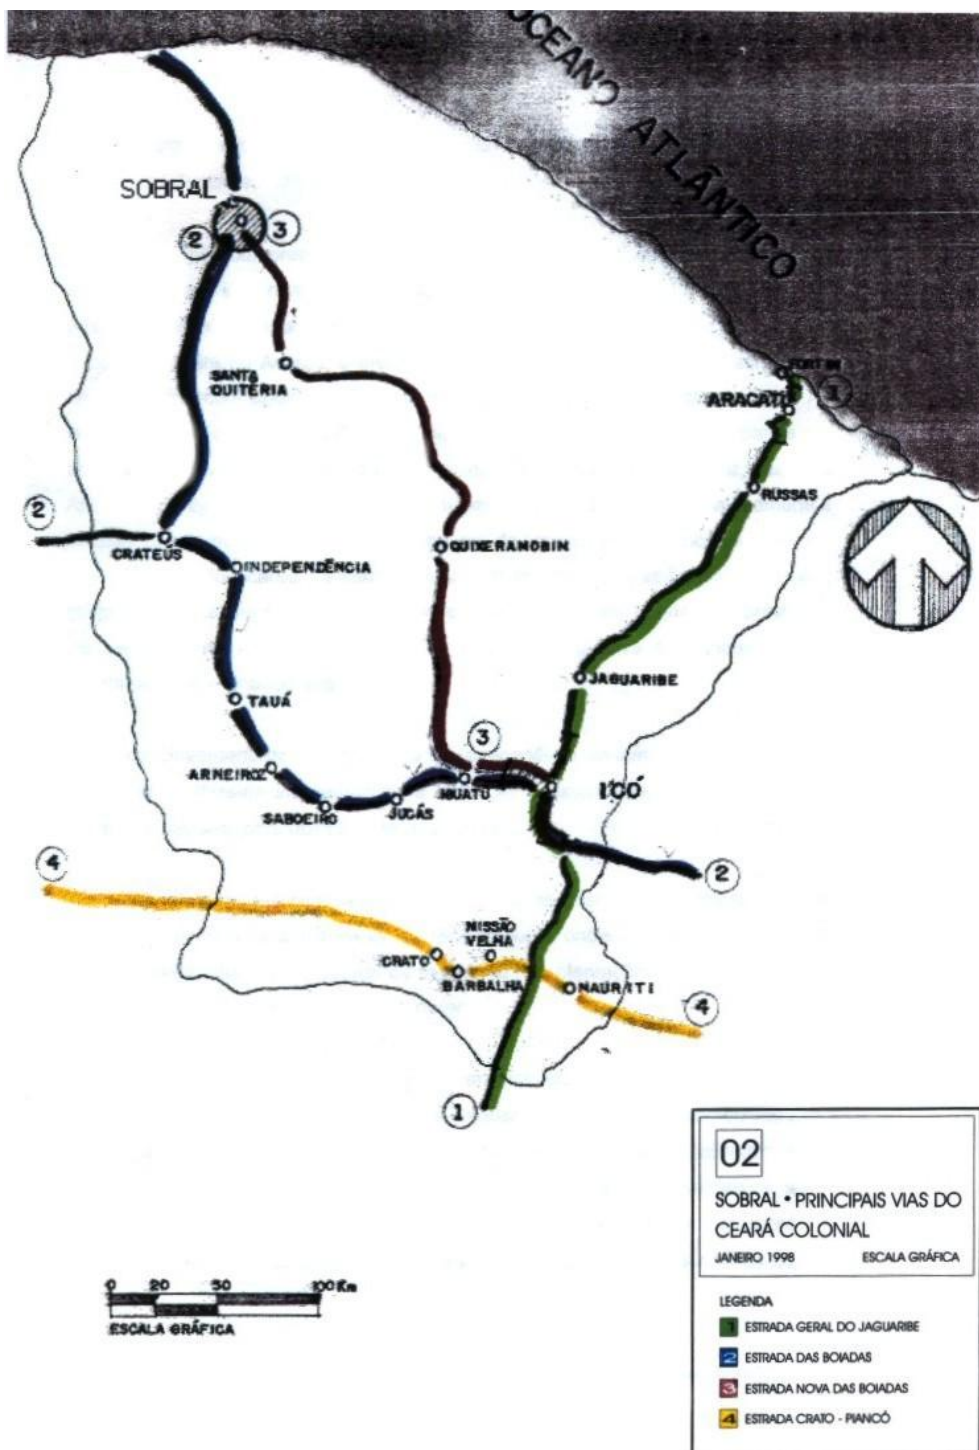 OCEANO ATLÂNTICO
SOBRAL
2
3
SANTA
QUITÉRIA
FORTIM
ARACATI
1
RUSSAS
2
CRATEÚS
INDEPENDÊNCIA
QUIXERAMOBIN
JAGUARIBE
TAUÁ
3
ARNEIROZ
IGUATU
ICÓ
SABOEIRO
JUCÁS
4
2
MISSÃO
VELHA
CRATO
BARBALHA
MAURITI
4
1
02
SOBRAL • PRINCIPAIS VIAS DO
CEARÁ COLONIAL
JANEIRO 1998 ESCALA GRÁFICA
0 20 50 100 Km
ESCALA GRÁFICA
LEGENDA
1 ESTRADA GERAL DO JAGUARIBE
2 ESTRADA DAS BOIADAS
3 ESTRADA NOVA DAS BOIADAS
4 ESTRADA CRATO - PIANCÓ